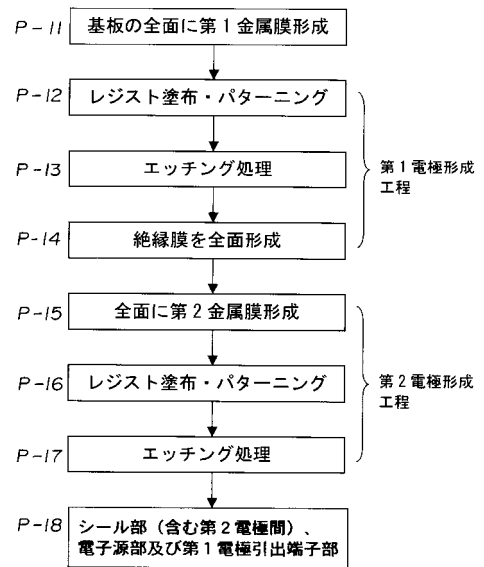 P-11 基板の全面に第1金属膜形成
P-12 レジスト塗布・パターニング
P-13 エッチング処理
第1電極形成
工程
P-14 絶縁膜を全面形成
P-15 全面に第2金属膜形成
P-16 レジスト塗布・パターニング
第2電極形成
工程
P-17 エッチング処理
P-18 シール部(含む第2電極間)、
電子源部及び第1電極引出端子部